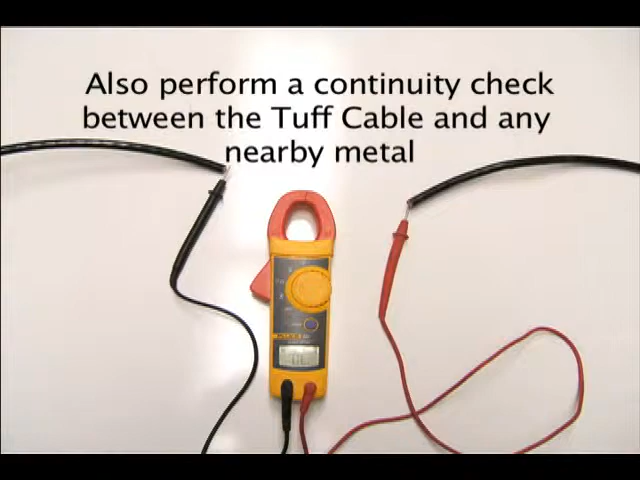 Also perform a continuity check
between the Tuff Cable and any
nearby metal